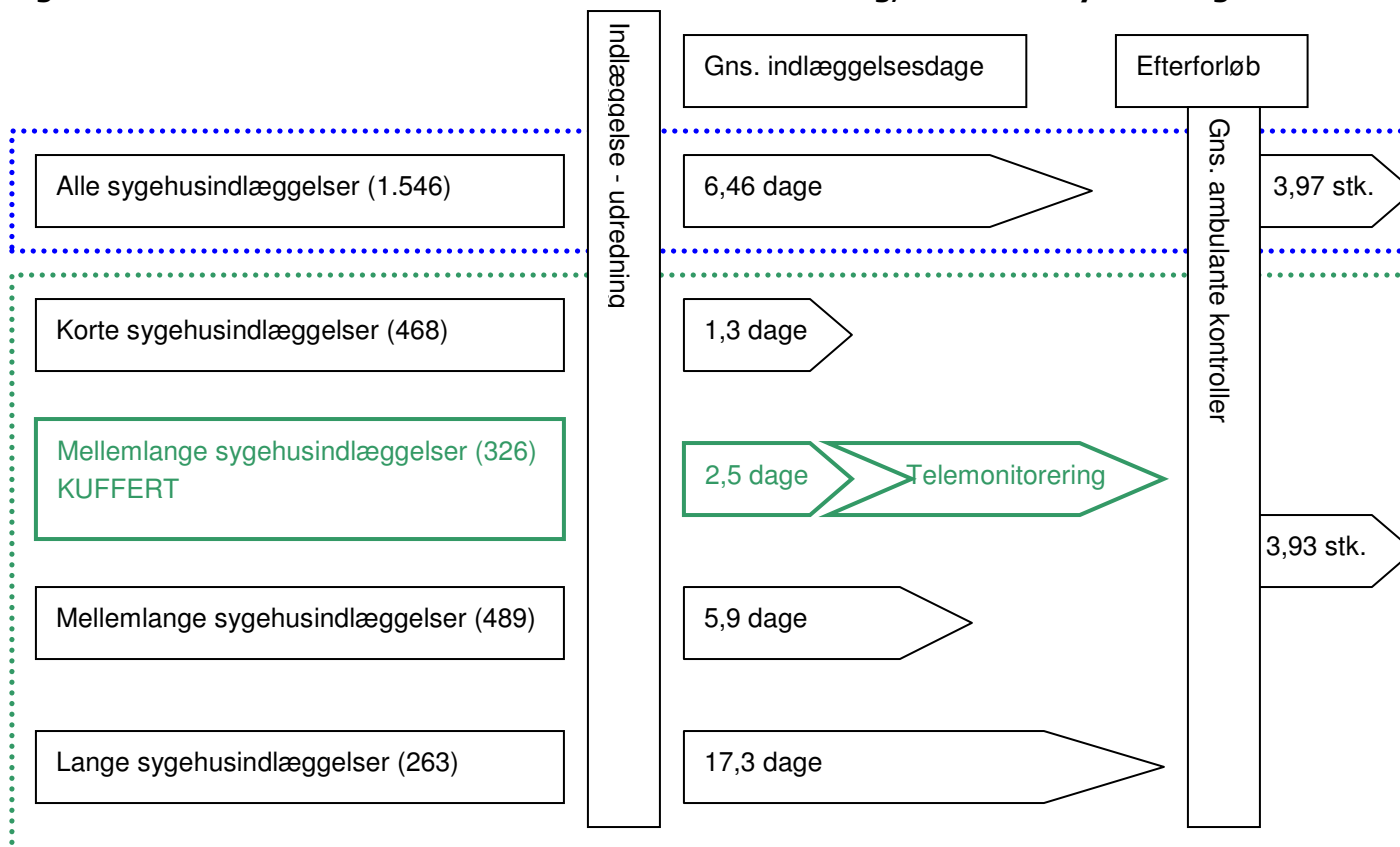 Indlæggelse - udredning
Gns. indlæggelsesdage
Efterforløb
Gns. ambulante kontroller
Alle sygehusindlæggelser (1.546)
6,46 dage
3,97 stk.
Korte sygehusindlæggelser (468)
1,3 dage
Mellemlange sygehusindlæggelser (326)
KUFFERT
2,5 dage
Telemonitorering
3,93 stk.
Mellemlange sygehusindlæggelser (489)
5,9 dage
Lange sygehusindlæggelser (263)
17,3 dage